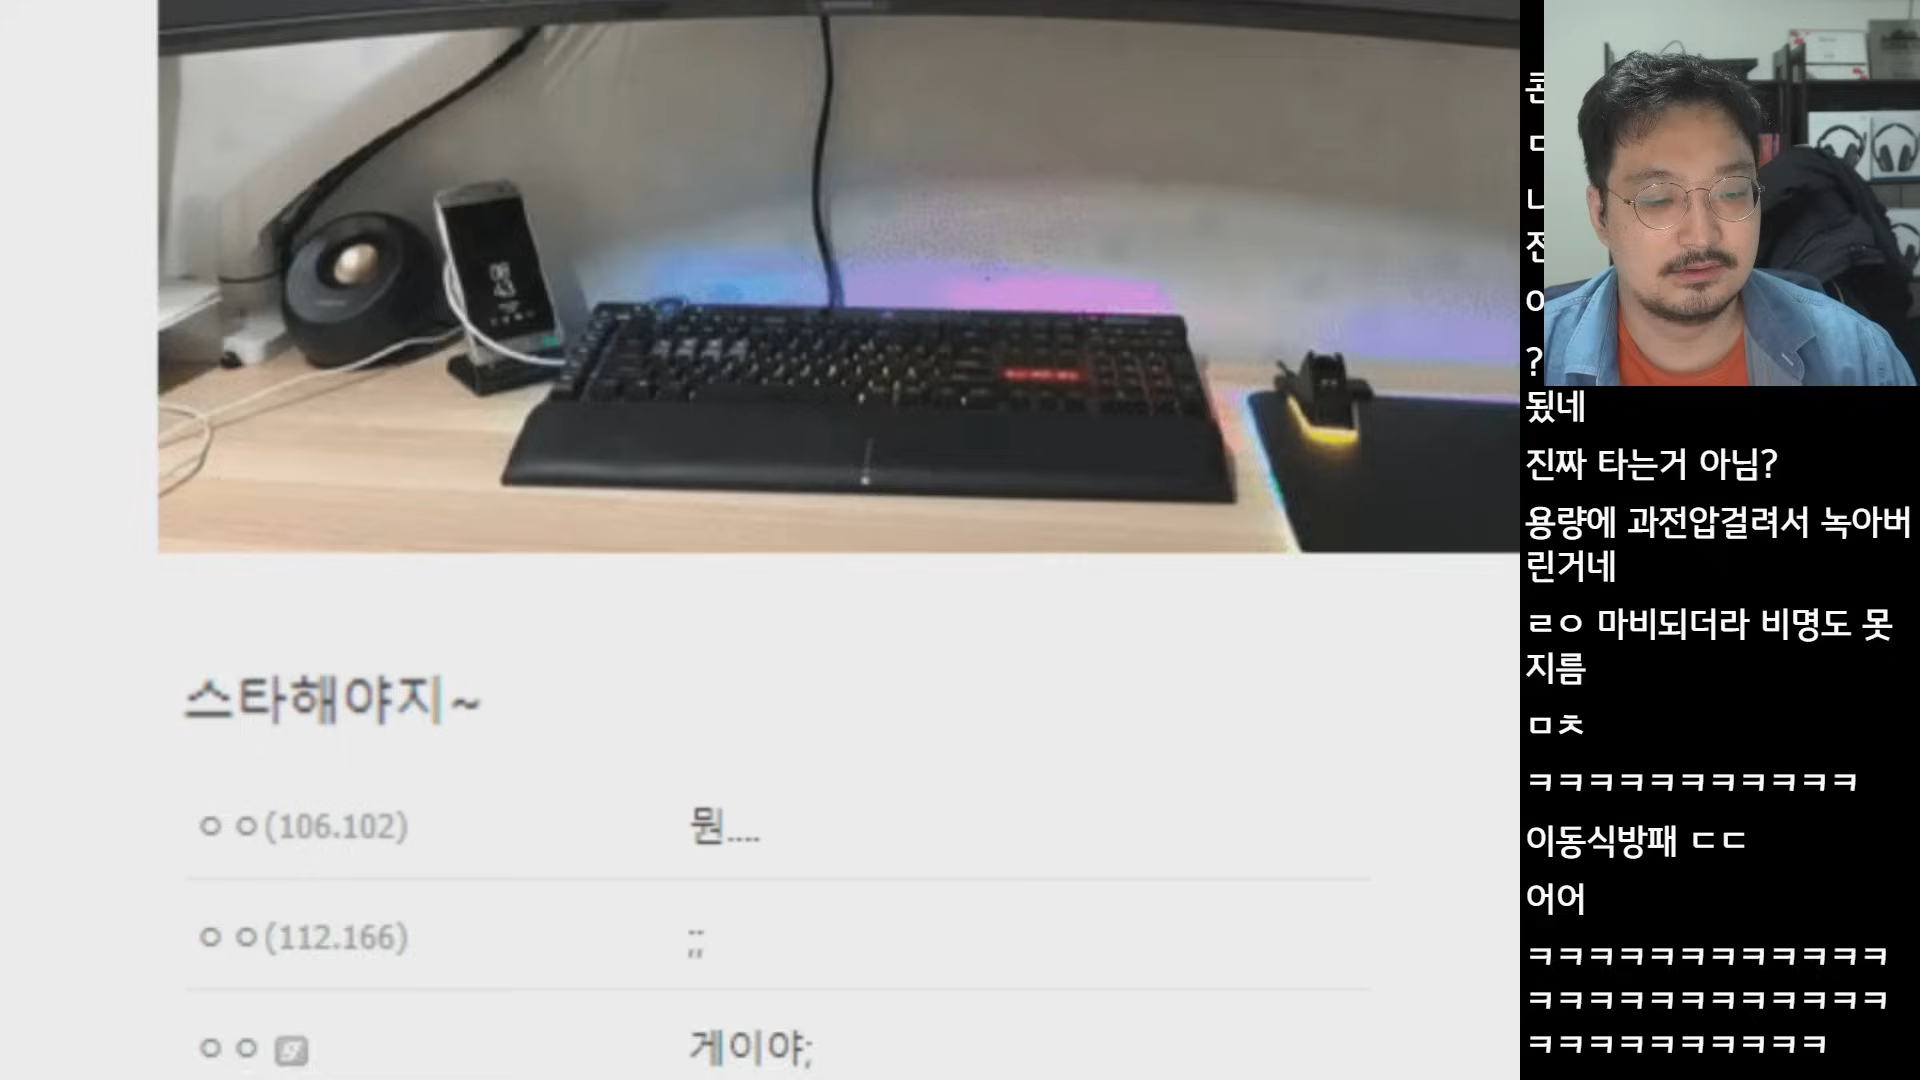 스타해야지~
ㅇㅇ(106.102)
뭔....
ㅇㅇ(112.166)
;;
ㅇㅇ
게이야;
?
됬네
진짜 타는거 아님?
용량에 과전압걸려서 녹아버
린거네
ㄹㅇ 마비되더라 비명도 못
지름
ㅁㅊ
ㅋㅋㅋㅋㅋㅋㅋㅋㅋㅋㅋ
이동식방패 ㄷㄷ
어어
ㅋㅋㅋㅋㅋㅋㅋㅋㅋㅋㅋㅋ
ㅋㅋㅋㅋㅋㅋㅋㅋㅋㅋㅋㅋ
ㅋㅋㅋㅋㅋㅋㅋㅋㅋㅋ